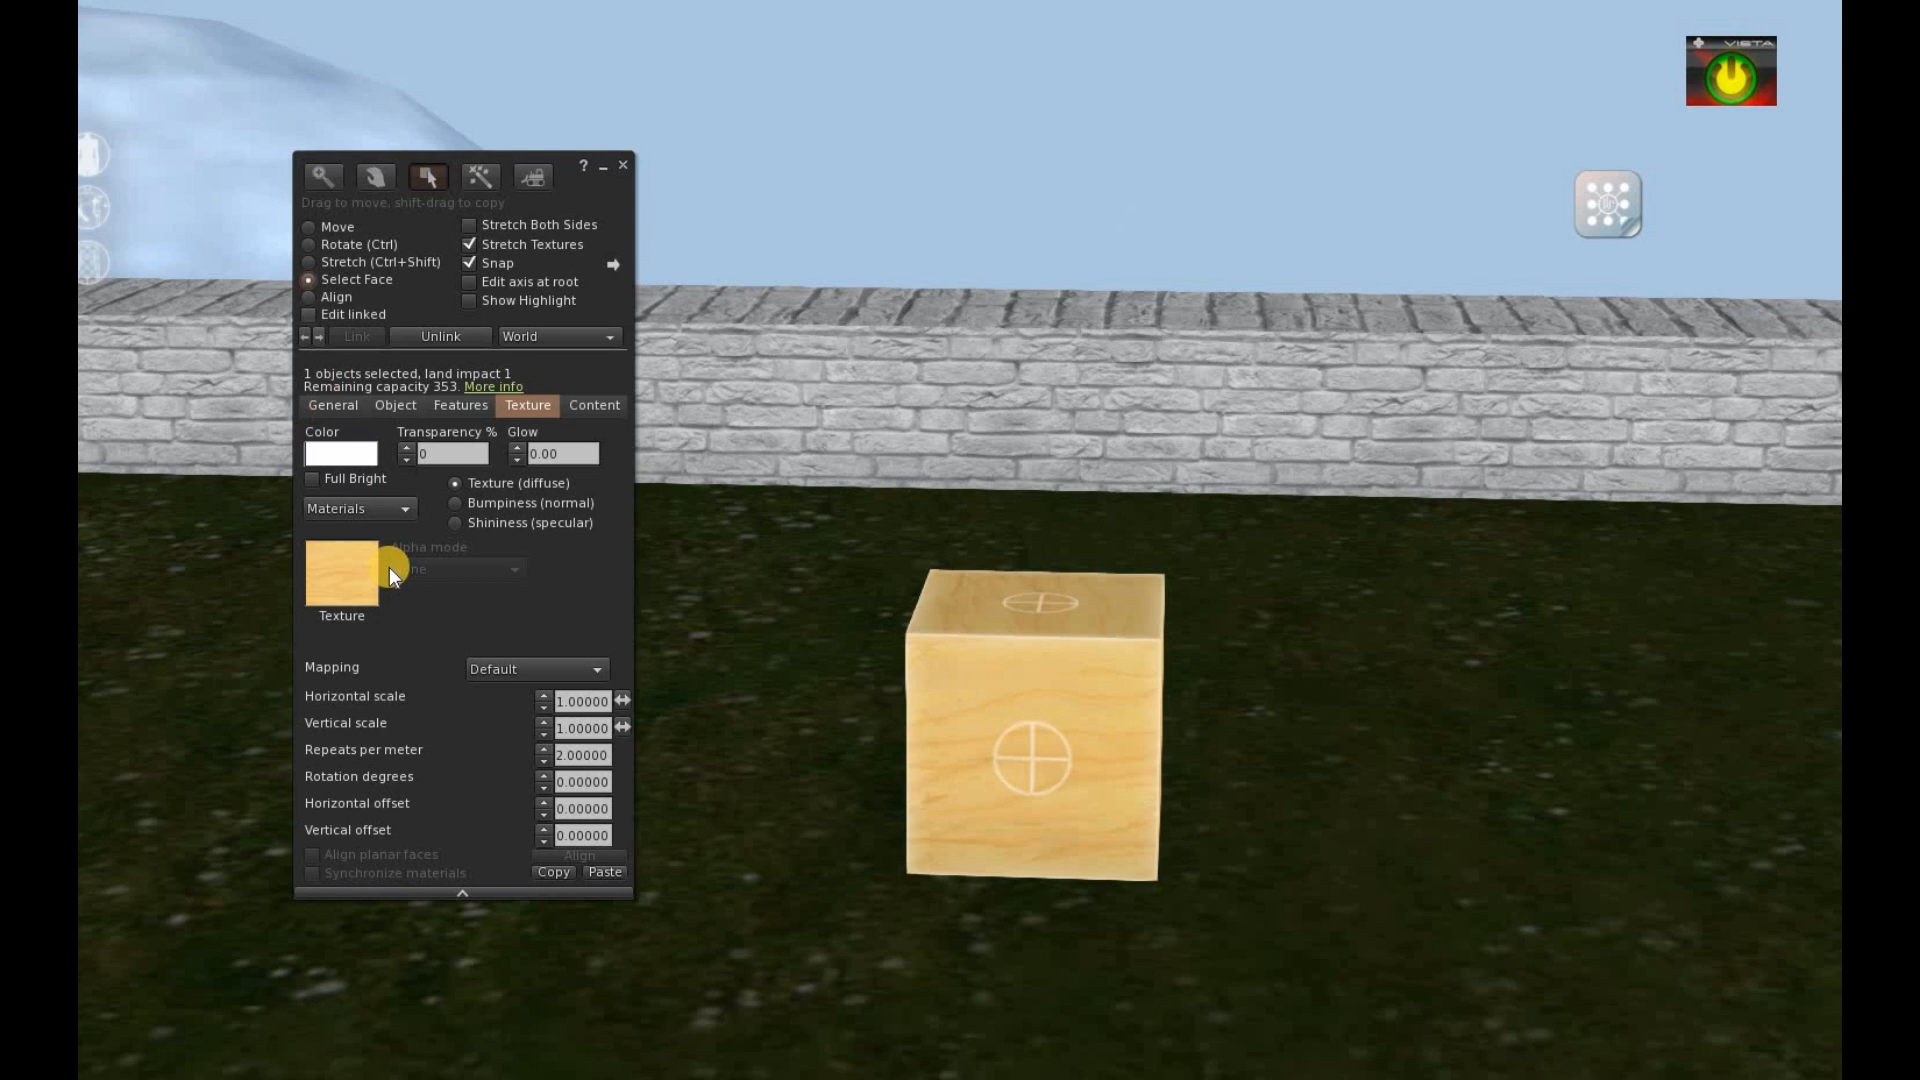 VISTA
?
Drag to move, shift-drag to copy
Move
Rotate (Ctrl)
Stretch (Ctrl+Shift)
Select Face
Align
Edit linked
Stretch Both Sides
Stretch Textures
Snap
Edit axis at root
Show Highlight
Link
Unlink
World
1 objects selected, land impact 1
Remaining capacity 353. More info
General Object Features Texture Content
Color Transparency % Glow
0 0.00
Full Bright
Materials
Texture (diffuse)
Bumpiness (normal)
Shininess (specular)
Alpha mode
Texture
Mapping Default
Horizontal scale 1.00000
Vertical scale 1.00000
Repeats per meter 2.00000
Rotation degrees 0.00000
Horizontal offset 0.00000
Vertical offset 0.00000
Align planar faces Align
Synchronize materials Copy Paste